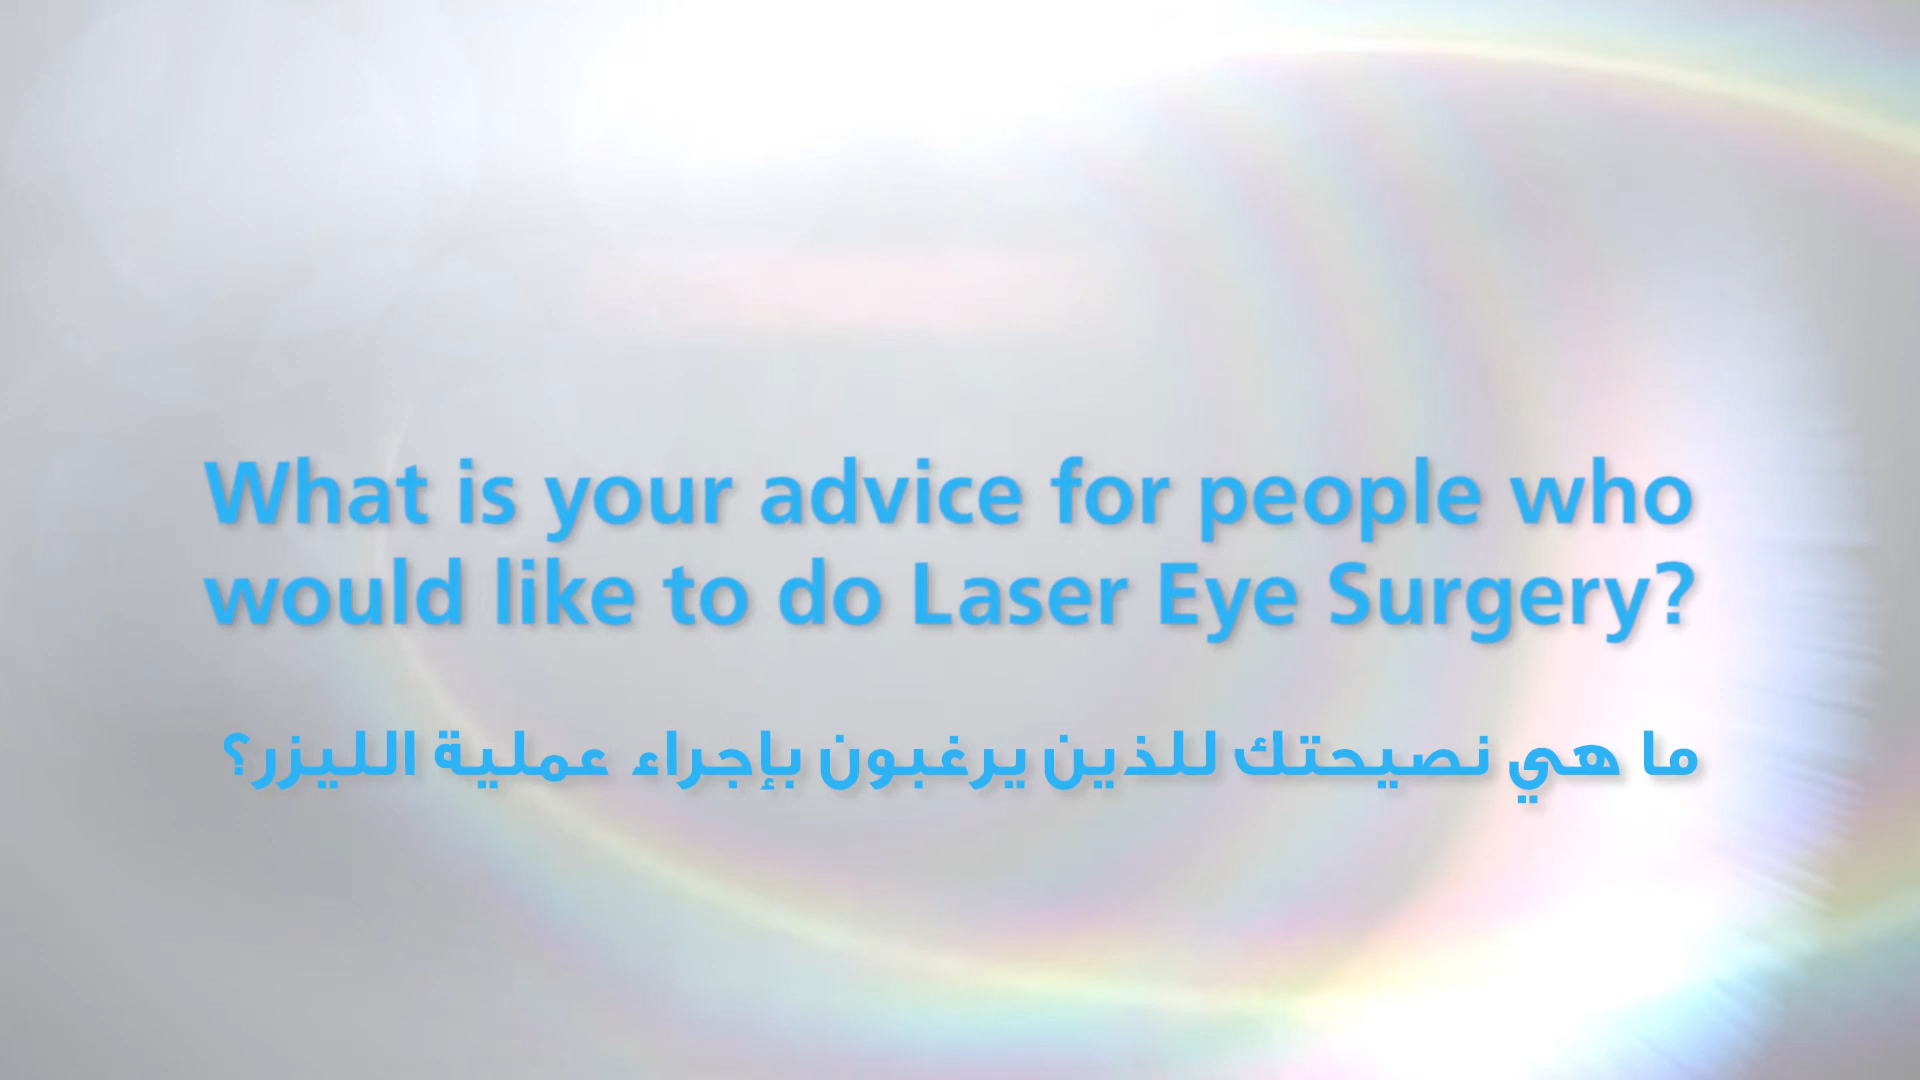 What is your advice for people who
would like to do Laser Eye Surgery?
ما هي نصيحتك للذين يرغبون بإجراء عملية الليزر؟